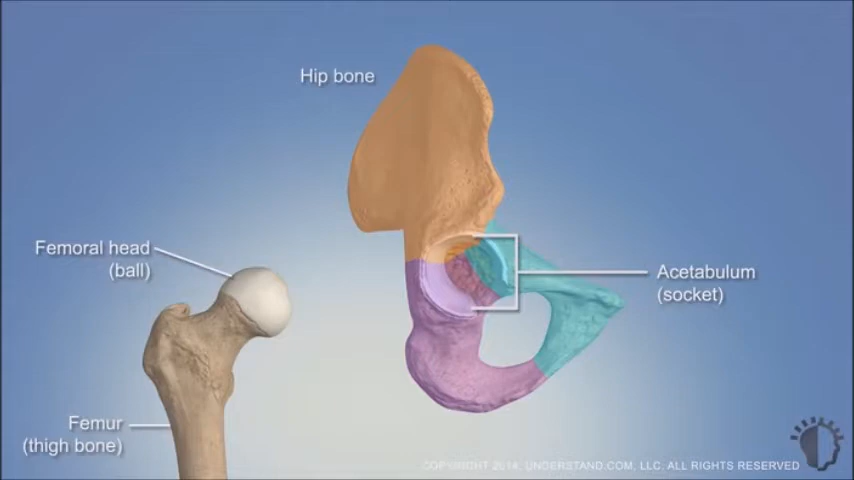 Hip bone
Femoral head
(ball)
Acetabulum
(socket)
Femur
(thigh bone)
COPYRIGHT 2014, UNDERSTAND.COM, LLC. ALL RIGHTS RESERVED